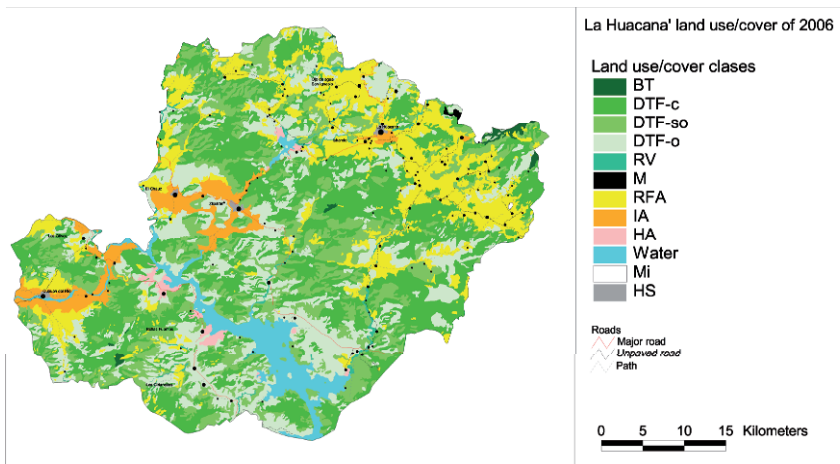 La Huacana' land use/cover of 2006
Land use/cover clases
BT
DTF-c
DTF-so
DTF-o
RV
M
RFA
IA
HA
Water
Mi
HS
Roads
Major road
Unpaved road
Path
0 5 10 15 Kilometers